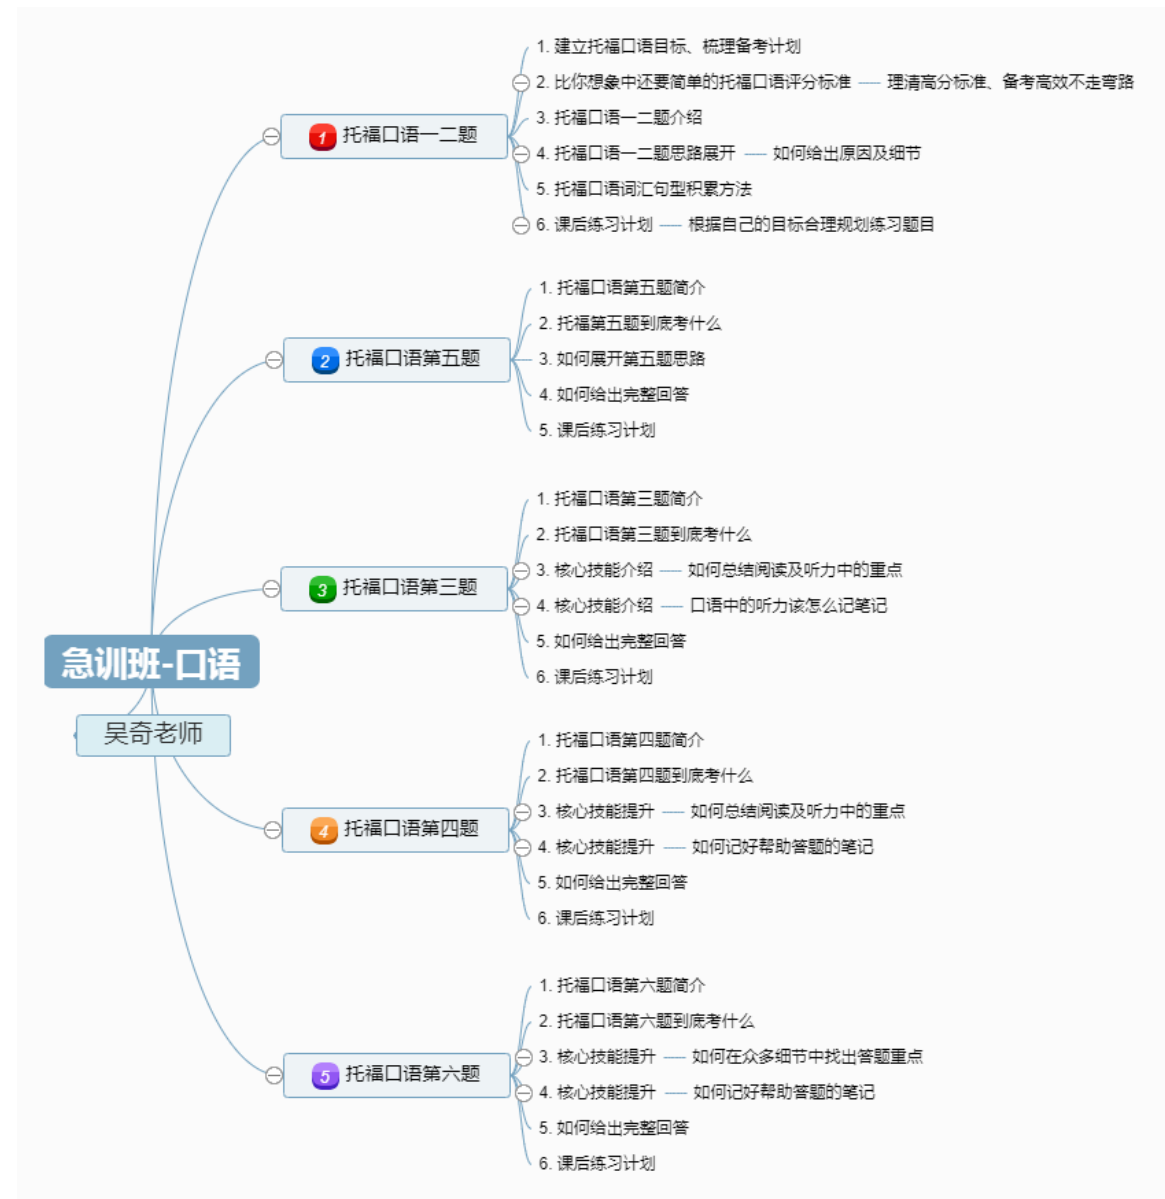 急训班-口语
吴奇老师
1 托福口语一二题
1. 建立托福口语目标、梳理备考计划
2. 比你想象中还要简单的托福口语评分标准 理清高分标准、备考高效不走弯路
3. 托福口语一二题介绍
4. 托福口语一二题思路展开 如何给出原因及细节
5. 托福口语词汇句型积累方法
6. 课后练习计划 根据自己的目标合理规划练习题目
2 托福口语第五题
1. 托福口语第五题简介
2. 托福第五题到底考什么
3. 如何展开第五题思路
4. 如何给出完整回答
5. 课后练习计划
3 托福口语第三题
1. 托福口语第三题简介
2. 托福口语第三题到底考什么
3. 核心技能介绍 如何总结阅读及听力中的重点
4. 核心技能介绍 口语中的听力该怎么记笔记
5. 如何给出完整回答
6. 课后练习计划
4 托福口语第四题
1. 托福口语第四题简介
2. 托福口语第四题到底考什么
3. 核心技能提升 如何总结阅读及听力中的重点
4. 核心技能提升 如何记好帮助答题的笔记
5. 如何给出完整回答
6. 课后练习计划
5 托福口语第六题
1. 托福口语第六题简介
2. 托福口语第六题到底考什么
3. 核心技能提升 如何在众多细节中找出答题重点
4. 核心技能提升 如何记好帮助答题的笔记
5. 如何给出完整回答
6. 课后练习计划